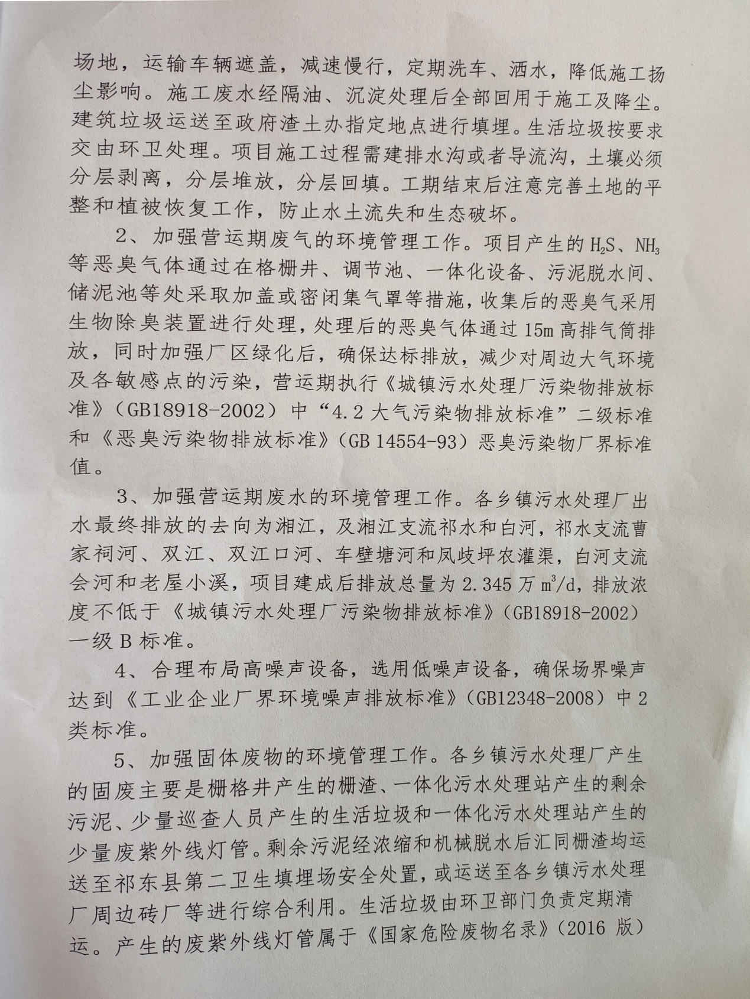 场地，运输车辆遮盖，减速慢行，定期洗车、洒水，降低施工扬
尘影响。施工废水经隔油、沉淀处理后全部回用于施工及降尘。
建筑垃圾运送至政府渣土办指定地点进行填埋。生活垃圾按要求
交由环卫处理。项目施工过程需建排水沟或者导流沟，土壤必须
分层剥离，分层堆放，分层回填。工期结束后注意完善土地的平
整和植被恢复工作，防止水土流失和生态破坏。
2、加强营运期废气的环境管理工作。项目产生的 H₂S、NH₃
等恶臭气体通过在格栅井、调节池、一体化设备、污泥脱水间、
储泥池等处采取加盖或密闭集气罩等措施，收集后的恶臭气采用
生物除臭装置进行处理，处理后的恶臭气体通过 15m 高排气筒排
放，同时加强厂区绿化后，确保达标排放，减少对周边大气环境
及各敏感点的污染，营运期执行《城镇污水处理厂污染物排放标
准》（GB18918-2002）中“4.2 大气污染物排放标准”二级标准
和《恶臭污染物排放标准》（GB 14554-93）恶臭污染物厂界标准
值。
3、加强营运期废水的环境管理工作。各乡镇污水处理厂出
水最终排放的去向为湘江，及湘江支流祁水和白河，祁水支流曹
家祠河、双江、双江口河、车壁塘河和凤歧坪农灌渠，白河支流
会河和老屋小溪，项目建成后排放总量为 2.345 万 m³/d，排放浓
度不低于《城镇污水处理厂污染物排放标准》（GB18918-2002）
一级 B 标准。
4、合理布局高噪声设备，选用低噪声设备，确保场界噪声
达到《工业企业厂界环境噪声排放标准》（GB12348-2008）中 2
类标准。
5、加强固体废物的环境管理工作。各乡镇污水处理厂产生
的固废主要是栅格井产生的栅渣、一体化污水处理站产生的剩余
污泥、少量巡查人员产生的生活垃圾和一体化污水处理站产生的
少量废紫外线灯管。剩余污泥经浓缩和机械脱水后汇同栅渣均运
送至祁东县第二卫生填埋场安全处置，或运送至各乡镇污水处理
厂周边砖厂等进行综合利用。生活垃圾由环卫部门负责定期清
运。产生的废紫外线灯管属于《国家危险废物名录》（2016 版）